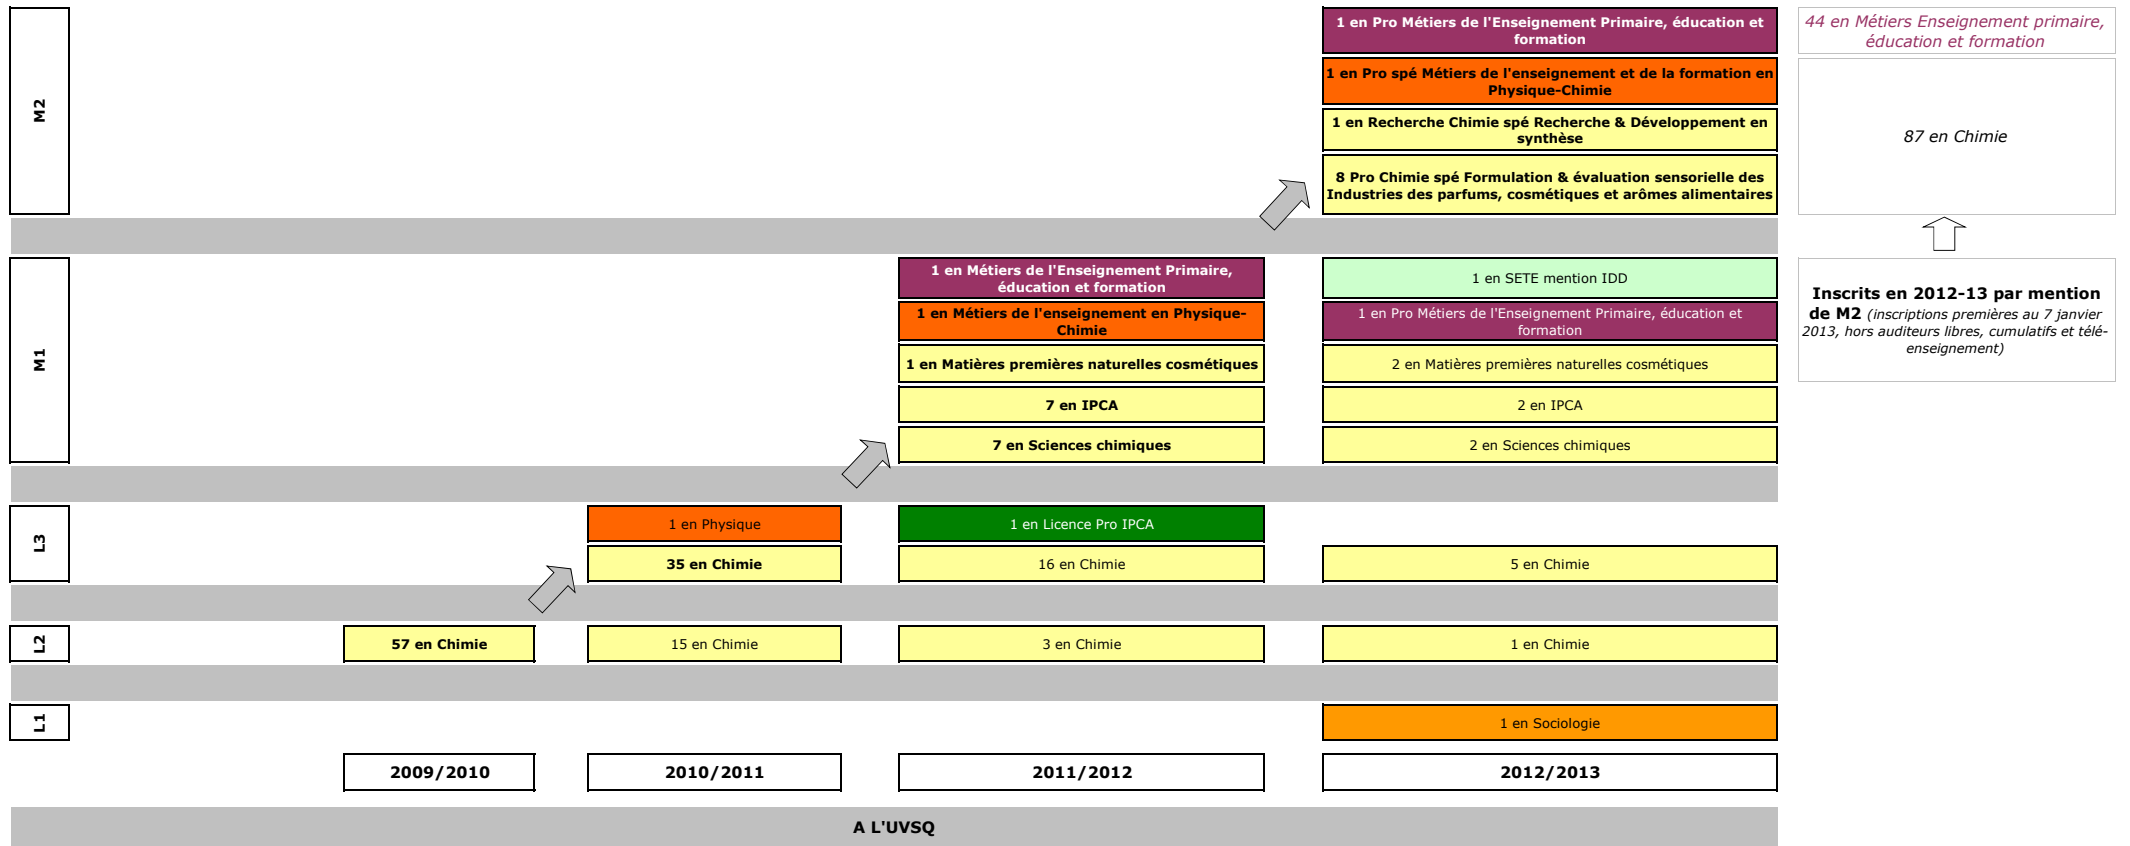 M2
1 en Pro Métiers de l'Enseignement Primaire, éducation et
formation
44 en Métiers Enseignement primaire,
éducation et formation
1 en Pro spé Métiers de l'enseignement et de la formation en
Physique-Chimie
1 en Recherche Chimie spé Recherche & Développement en
synthèse
87 en Chimie
8 Pro Chimie spé Formulation & évaluation sensorielle des
Industries des parfums, cosmétiques et arômes alimentaires
M1
1 en Métiers de l'Enseignement Primaire,
éducation et formation
1 en SETE mention IDD
1 en Métiers de l'enseignement en Physique-
Chimie
1 en Pro Métiers de l'Enseignement Primaire, éducation et
formation
Inscrits en 2012-13 par mention
de M2 (inscriptions premières au 7 janvier
2013, hors auditeurs libres, cumulatifs et télé-
enseignement)
1 en Matières premières naturelles cosmétiques
2 en Matières premières naturelles cosmétiques
7 en IPCA
2 en IPCA
7 en Sciences chimiques
2 en Sciences chimiques
L3
1 en Physique
1 en Licence Pro IPCA
35 en Chimie
16 en Chimie
5 en Chimie
L2
57 en Chimie
15 en Chimie
3 en Chimie
1 en Chimie
L1
1 en Sociologie
2009/2010
2010/2011
2011/2012
2012/2013
A L'UVSQ